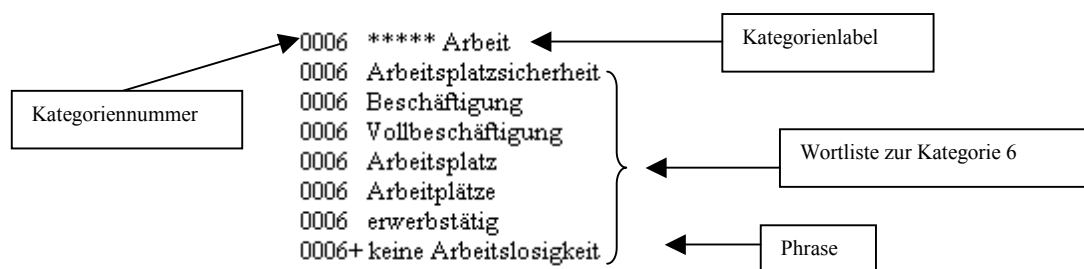 0006 ***** Arbeit
Kategorienlabel
0006 Arbeitsplatzsicherheit
0006 Beschäftigung
Kategoriennummer
0006 Vollbeschäftigung
0006 Arbeitsplatz
Wortliste zur Kategorie 6
0006 Arbeitplätze
0006 erwerbstätig
0006+ keine Arbeitslosigkeit
Phrase